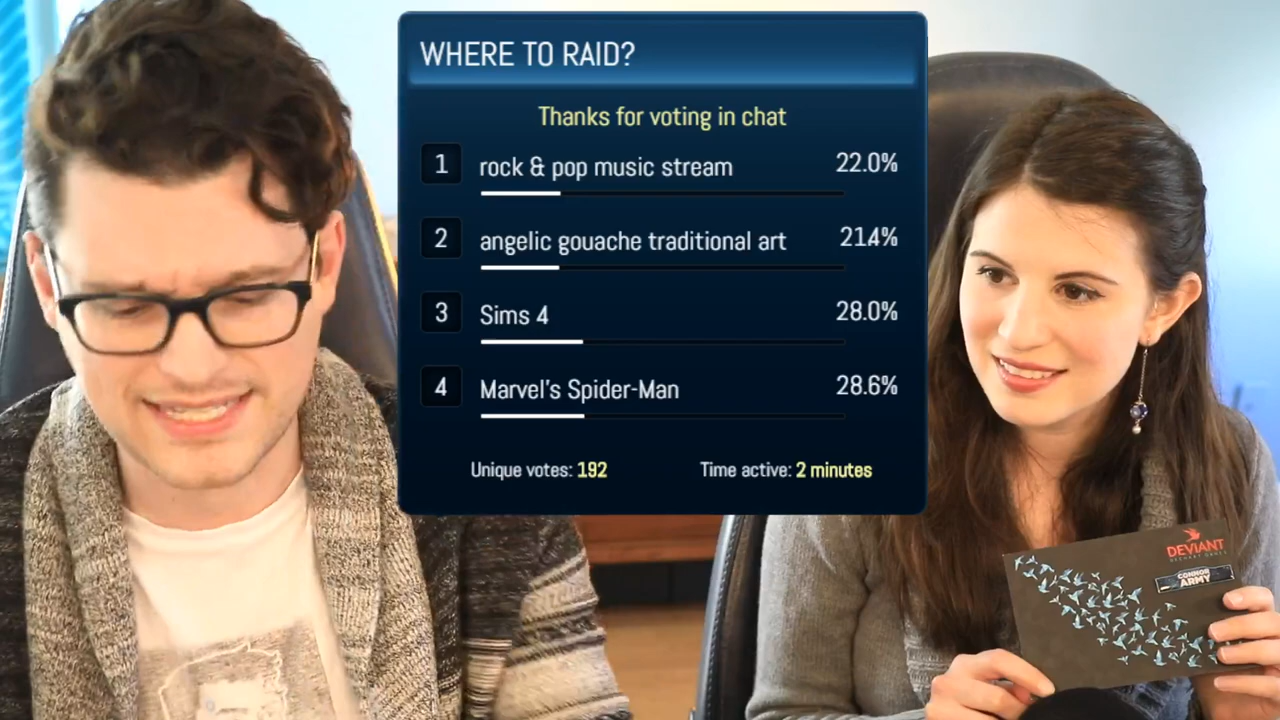 WHERE TO RAID?
Thanks for voting in chat
1 rock & pop music stream 22.0%
2 angelic gouache traditional art 21.4%
3 Sims 4 28.0%
4 Marvel's Spider-Man 28.6%
Unique votes: 192 Time active: 2 minutes
DEVIANT
CONNOR
ARMY